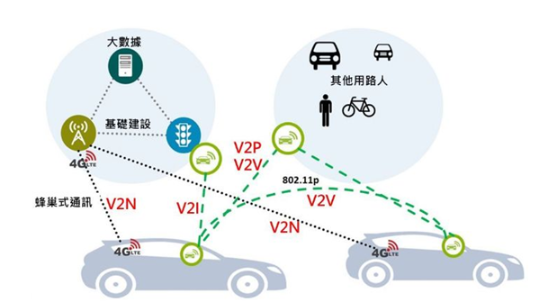 大數據
基礎建設
4G LTE
其他用路人
V2P
V2V
802.11p
蜂巢式通訊
V2N
V2I
V2V
V2N
4G LTE
4G LTE